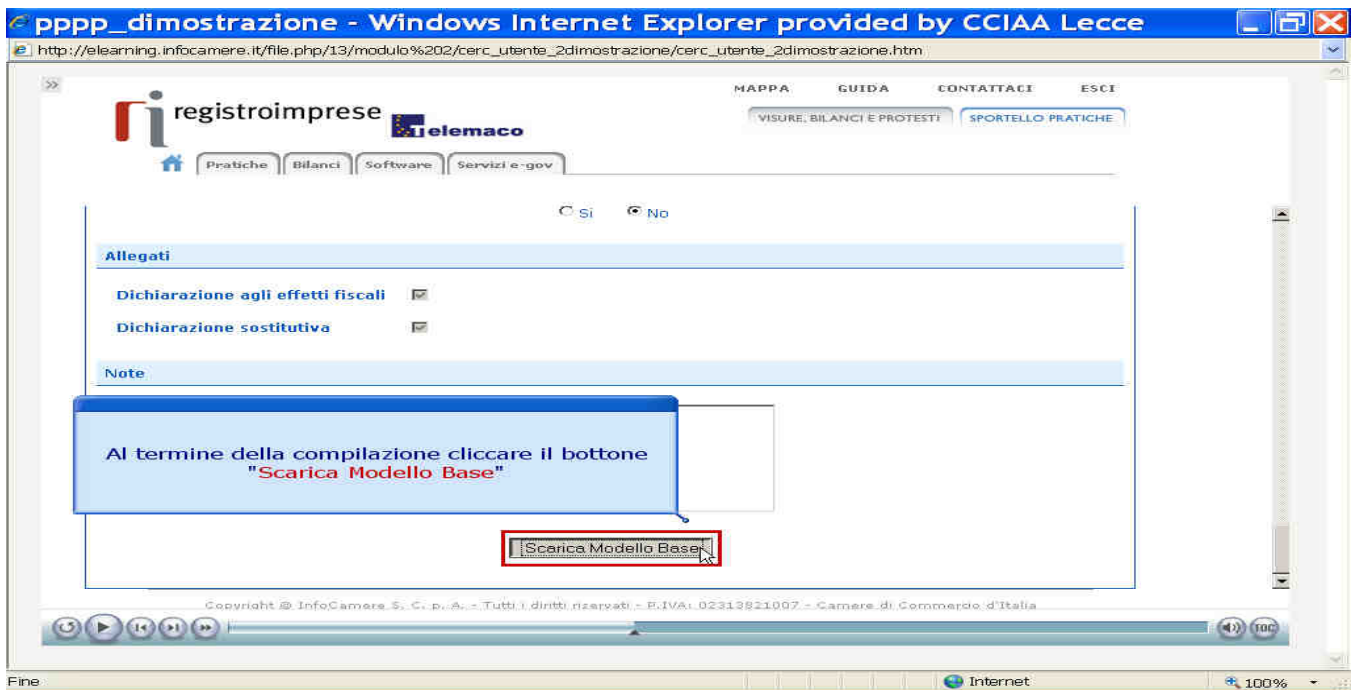 pppp_dimostrazione - Windows Internet Explorer provided by CCIAA Lecce
http://elearning.infocamere.it/file.php/13/modulo%202/cerc_utente_2dimostrazione/cerc_utente_2dimostrazione.htm
MAPPA GUIDA CONTATTACI ESCI
registroimprese
Telemaco
VISURE, BILANCI E PROTESTI SPORTELLO PRATICHE
Pratiche Bilanci Software Servizi e-gov
Si No
Allegati
Dichiarazione agli effetti fiscali
Dichiarazione sostitutiva
Note
Al termine della compilazione cliccare il bottone
"Scarica Modello Base"
Scarica Modello Base
Copyright @ InfoCamere S. C. p. A. - Tutti i diritti riservati - P.IVA: 02313821007 - Camere di Commercio d'Italia
TOC
Fine Internet 100%